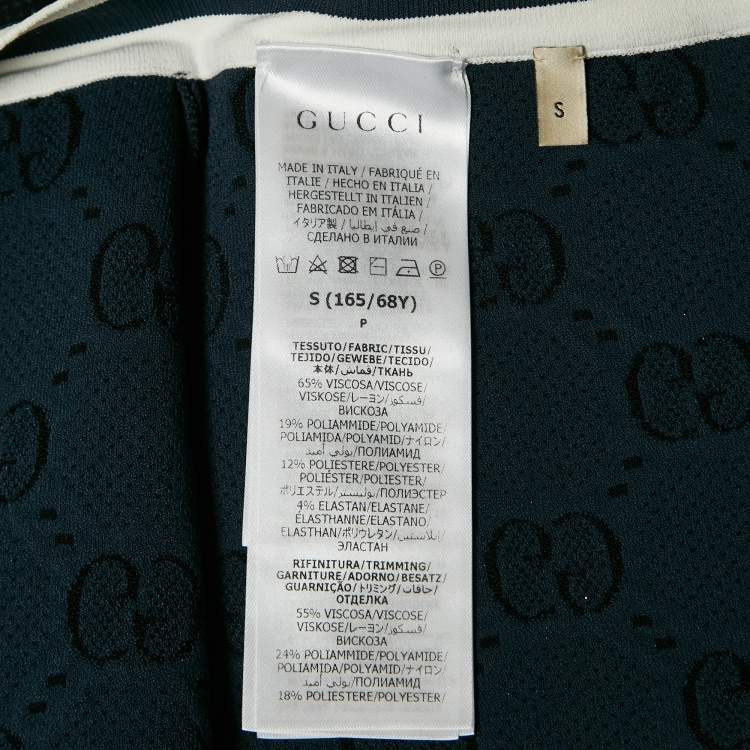 GUCCI
MADE IN ITALY / FABRIQUÉ EN
ITALIE / HECHO EN ITALIA /
HERGESTELLT IN ITALIEN /
FABRICADO EM ITÁLIA /
イタリア製 / صنع في إيطاليا /
СДЕЛАНО В ИТАЛИИ
P
S (165/68Y)
P
TESSUTO/FABRIC/TISSU/
TEJIDO/GEWEBE/TECIDO/
本体/قماش/ТКАНЬ
65% VISCOSA/VISCOSE/
VISKOSE/レーヨン/فسكوز/
ВИСКОЗА
19% POLIAMMIDE/POLYAMIDE/
POLIAMIDA/POLYAMID/ナイロン/
بولي أميد/ПОЛИАМИД
12% POLIESTERE/POLYESTER/
POLIÉSTER/POLYESTER/
ポリエステル/بوليستر/ПОЛИЭСТЕР
4% ELASTAN/ELASTANE/
ÉLASTHANNE/ELASTANO/
ELASTHAN/ポリウレタン/إيلاستين/
ЭЛАСТАН
RIFINITURA/TRIMMING/
GARNITURE/ADORNO/BESATZ/
GUARNIÇÃO/トリミング/حافات/
ОТДЕЛКА
55% VISCOSA/VISCOSE/
VISKOSE/レーヨン/فسكوز/
ВИСКОЗА
24% POLIAMMIDE/POLYAMIDE/
POLIAMIDA/POLYAMID/ナイロン/
بولي أميد/ПОЛИАМИД
18% POLIESTERE/POLYESTER/
S